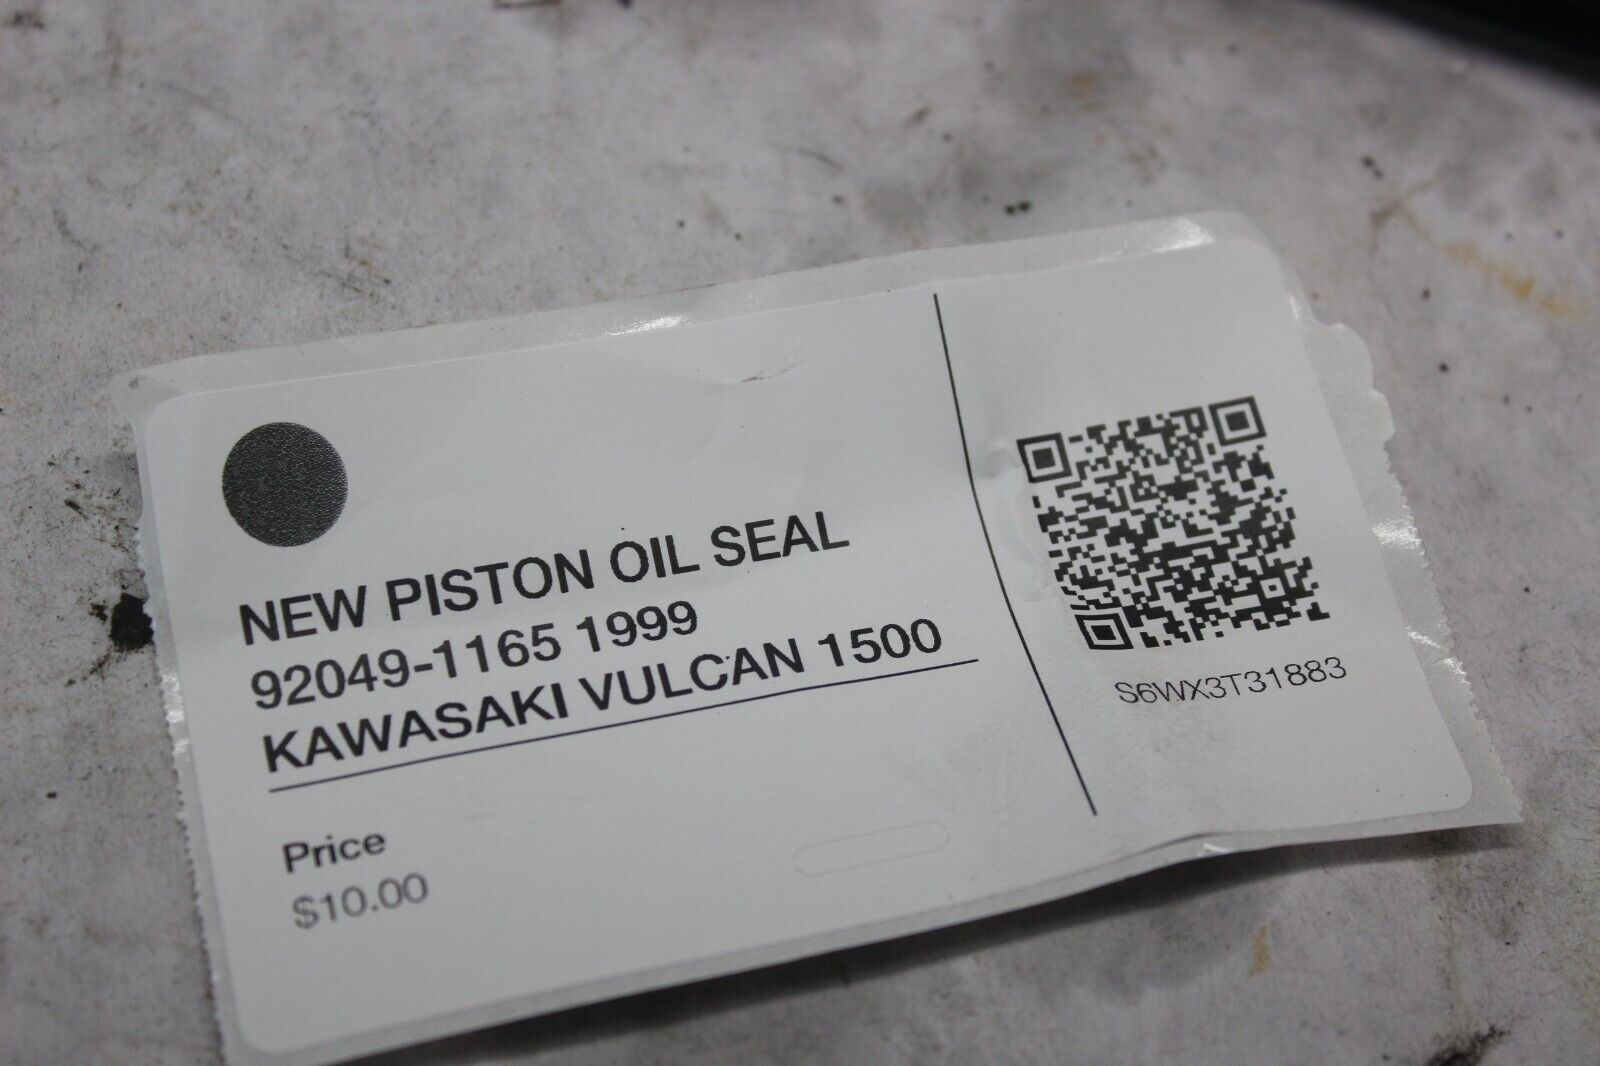 NEW PISTON OIL SEAL
92049-1165 1999
KAWASAKI VULCAN 1500
Price
$10.00
S6WX3T31883